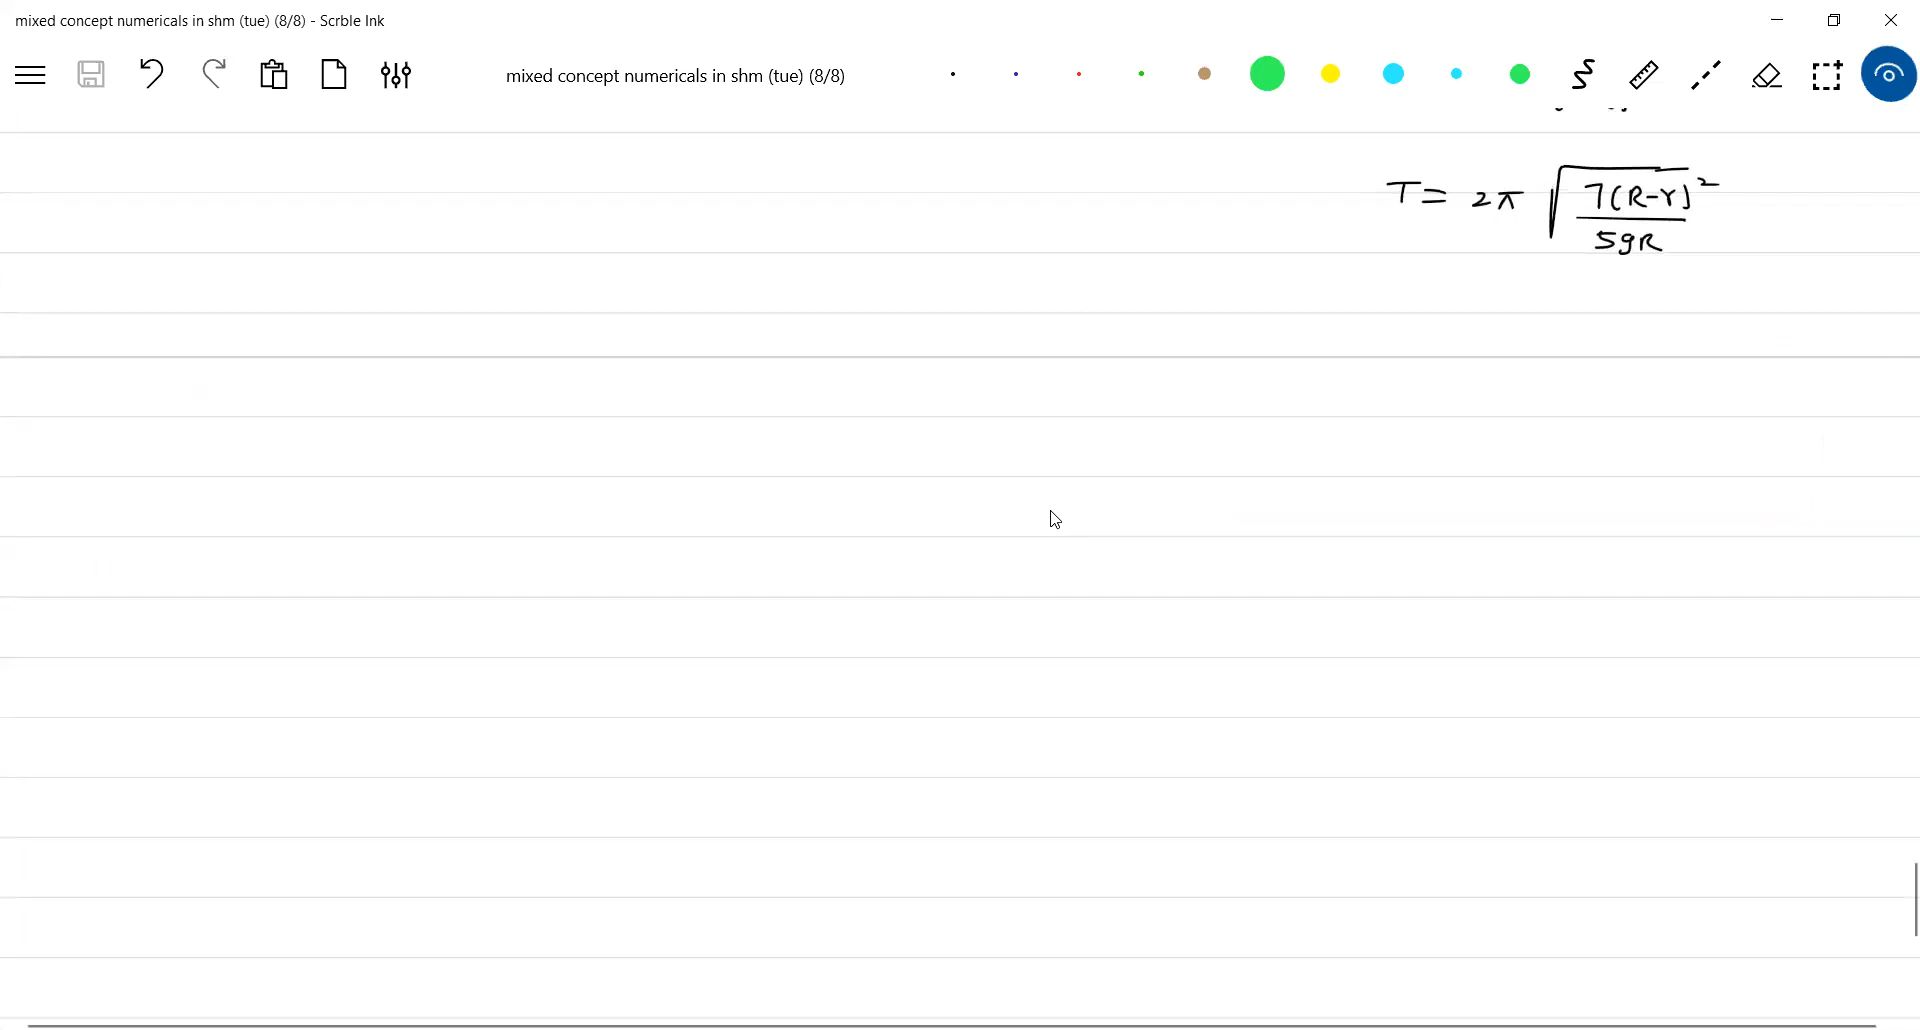 mixed concept numericals in shm (tue) (8/8) - Scrble Ink
mixed concept numericals in shm (tue) (8/8)
T = 2π √(7(R-r)²/5gR)